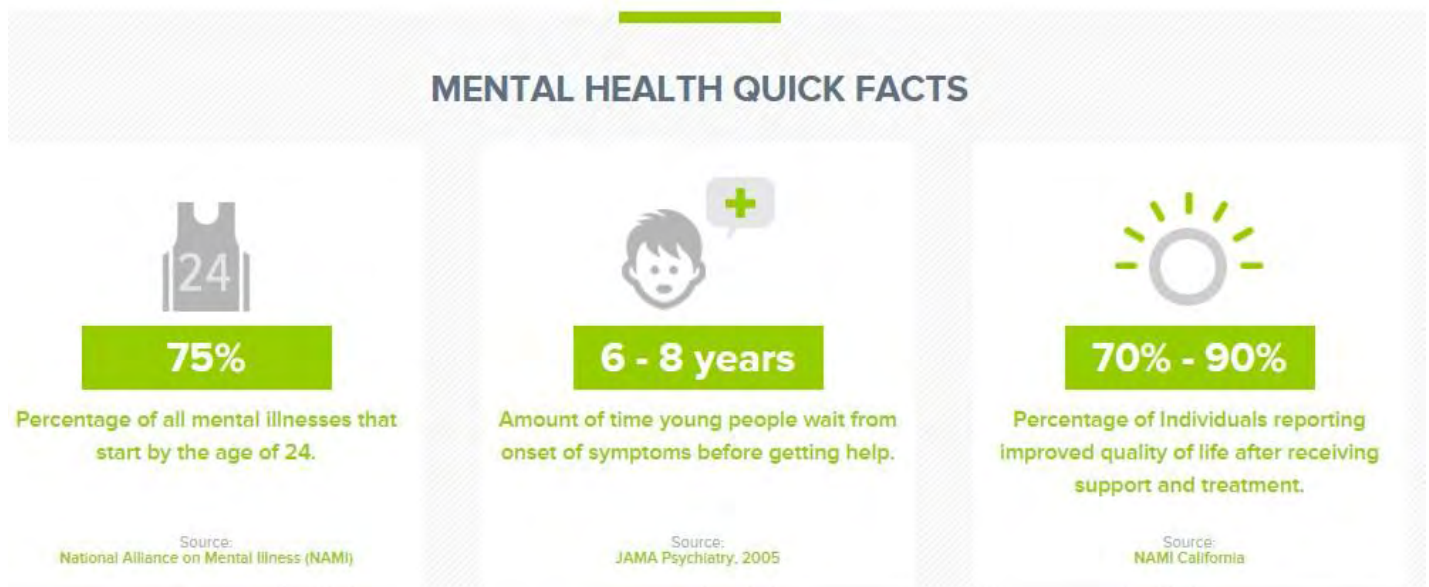 MENTAL HEALTH QUICK FACTS
24
75%
Percentage of all mental illnesses that
start by the age of 24.
Source:
National Alliance on Mental Illness (NAMI)
6 - 8 years
Amount of time young people wait from
onset of symptoms before getting help.
Source:
JAMA Psychiatry, 2005
70% - 90%
Percentage of Individuals reporting
improved quality of life after receiving
support and treatment.
Source:
NAMI California